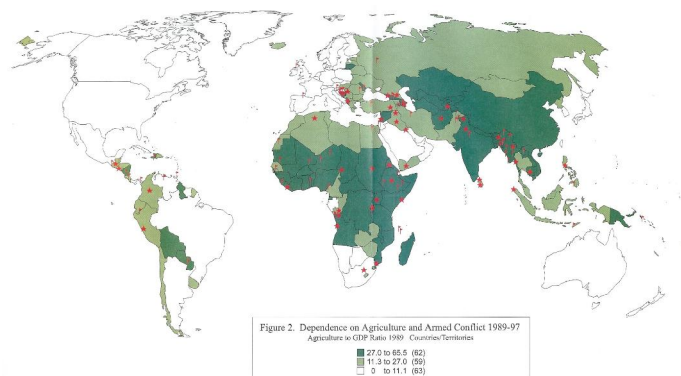 Figure 2. Dependence on Agriculture and Armed Conflict 1989-97
Agriculture to GDP Ratio 1989 Countries/Territories
27.0 to 65.5 (62)
11.3 to 27.0 (59)
0 to 11.1 (63)